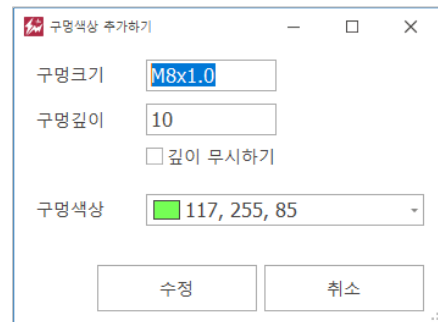 구멍색상 추가하기
구멍크기 M8x1.0
구멍깊이 10
깊이 무시하기
구멍색상 117, 255, 85
수정 취소